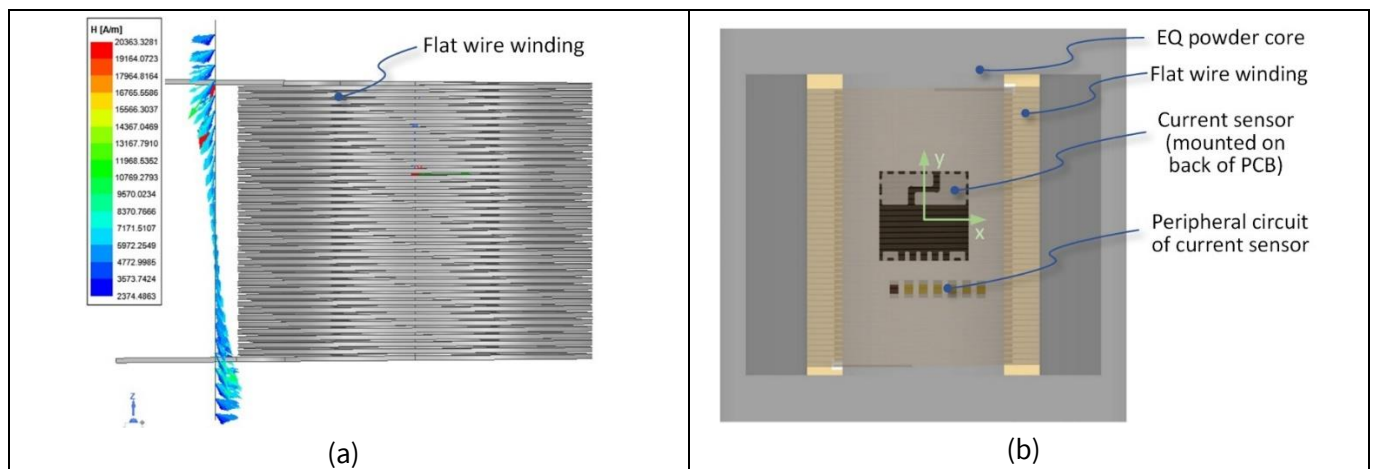 H [A/m]
20363.3281
19164.0723
17964.8164
16765.5586
15566.3037
14367.0469
13167.7910
11968.5352
10769.2793
9570.0234
8370.7666
7171.5107
5972.2549
4772.9985
3573.7424
2374.4863
Flat wire winding
z
(a)
EQ powder core
Flat wire winding
Current sensor
(mounted on
back of PCB)
y
x
Peripheral circuit
of current sensor
(b)